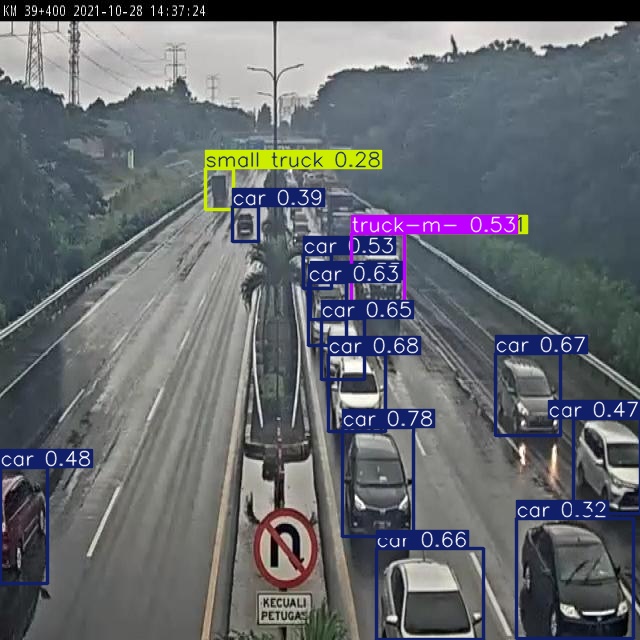 KM 39+400 2021-10-28 14:37:24
small truck 0.28
car 0.39
truck-m- 0.531
car 0.53
car 0.63
car 0.65
car 0.68
car 0.67
car 0.47
car 0.78
car 0.48
car 0.32
car 0.66
KECUALI
PETUGAS